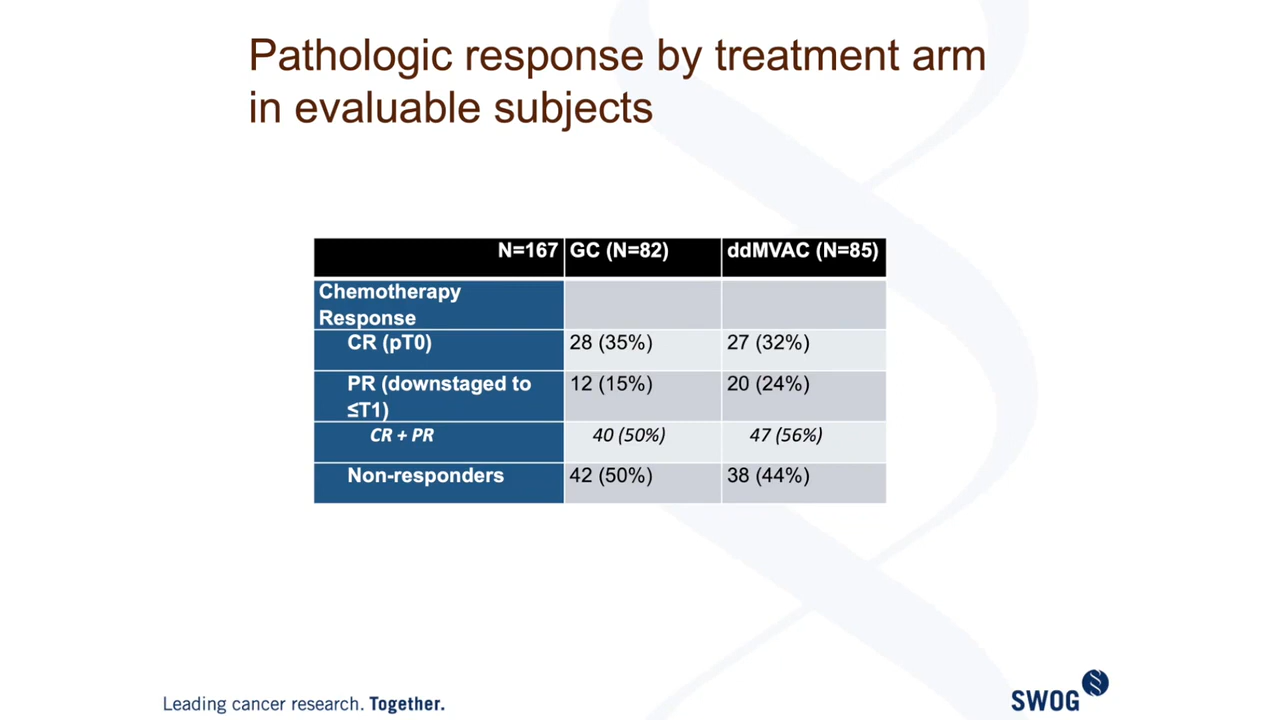 Pathologic response by treatment arm
in evaluable subjects
N=167 GC (N=82) ddMVAC (N=85)
Chemotherapy
Response
CR (pT0) 28 (35%) 27 (32%)
PR (downstaged to 12 (15%) 20 (24%)
≤T1)
CR + PR 40 (50%) 47 (56%)
Non-responders 42 (50%) 38 (44%)
Leading cancer research. Together.
SWOG